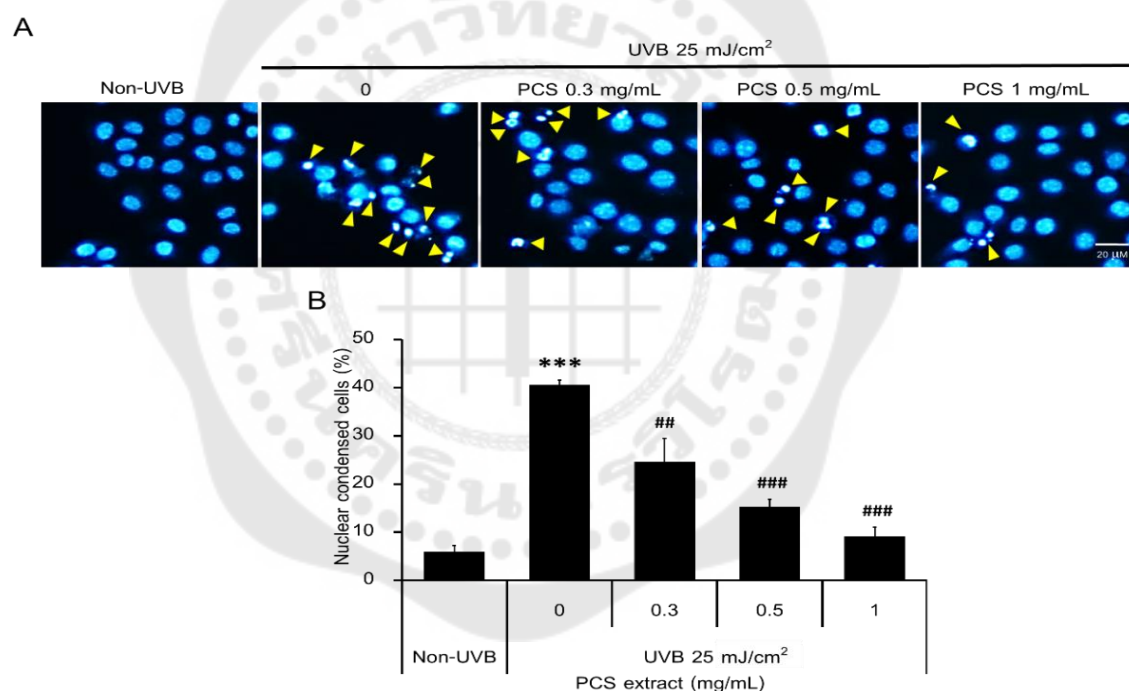 A
UVB 25 mJ/cm²
Non-UVB 0 PCS 0.3 mg/mL PCS 0.5 mg/mL PCS 1 mg/mL
20 µM
B
Nuclear condensed cells (%)
50
40
30
20
10
0
***
##
###
###
0 0.3 0.5 1
Non-UVB UVB 25 mJ/cm²
PCS extract (mg/mL)